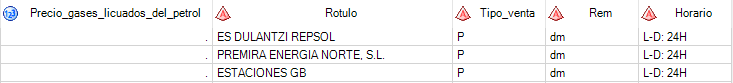 123 Precio_gases_licuados_del_petrol Rotulo Tipo_venta Rem Horario
. ES DULANTZI REPSOL P dm L-D: 24H
. PREMIRA ENERGIA NORTE, S.L. P dm L-D: 24H
. ESTACIONES GB P dm L-D: 24H